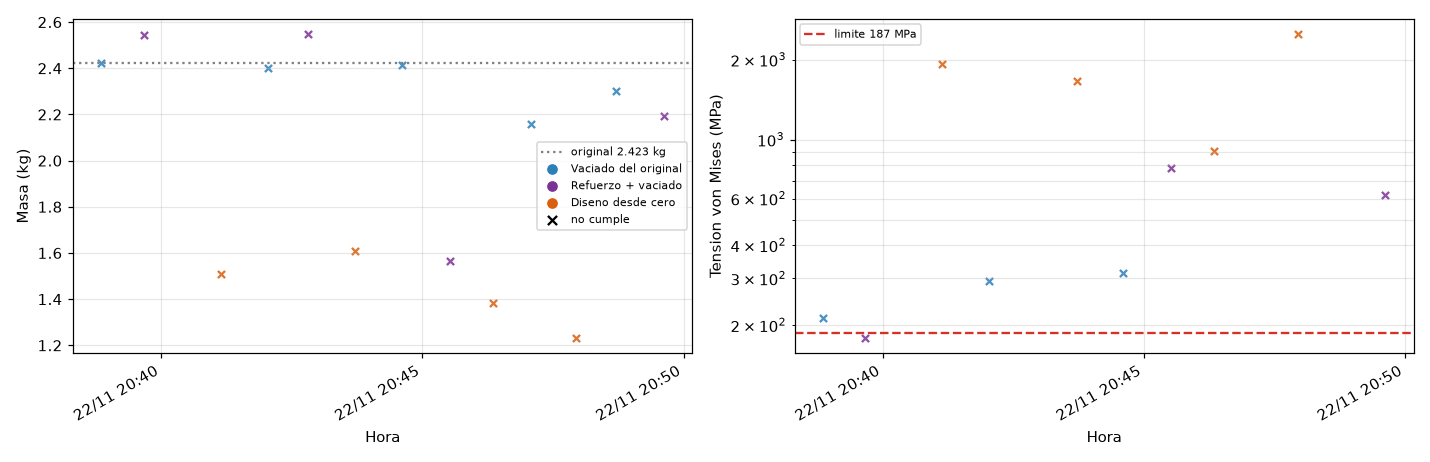 2.6
2.4
2.2
2.0
1.8
1.6
1.4
1.2
Masa (kg)
original 2.423 kg
Vaciado del original
Refuerzo + vaciado
Diseno desde cero
no cumple
22/11 20:40
22/11 20:45
22/11 20:50
Hora
limite 187 MPa
2 × 10³
10³
6 × 10²
4 × 10²
3 × 10²
2 × 10²
Tension von Mises (MPa)
22/11 20:40
22/11 20:45
22/11 20:50
Hora